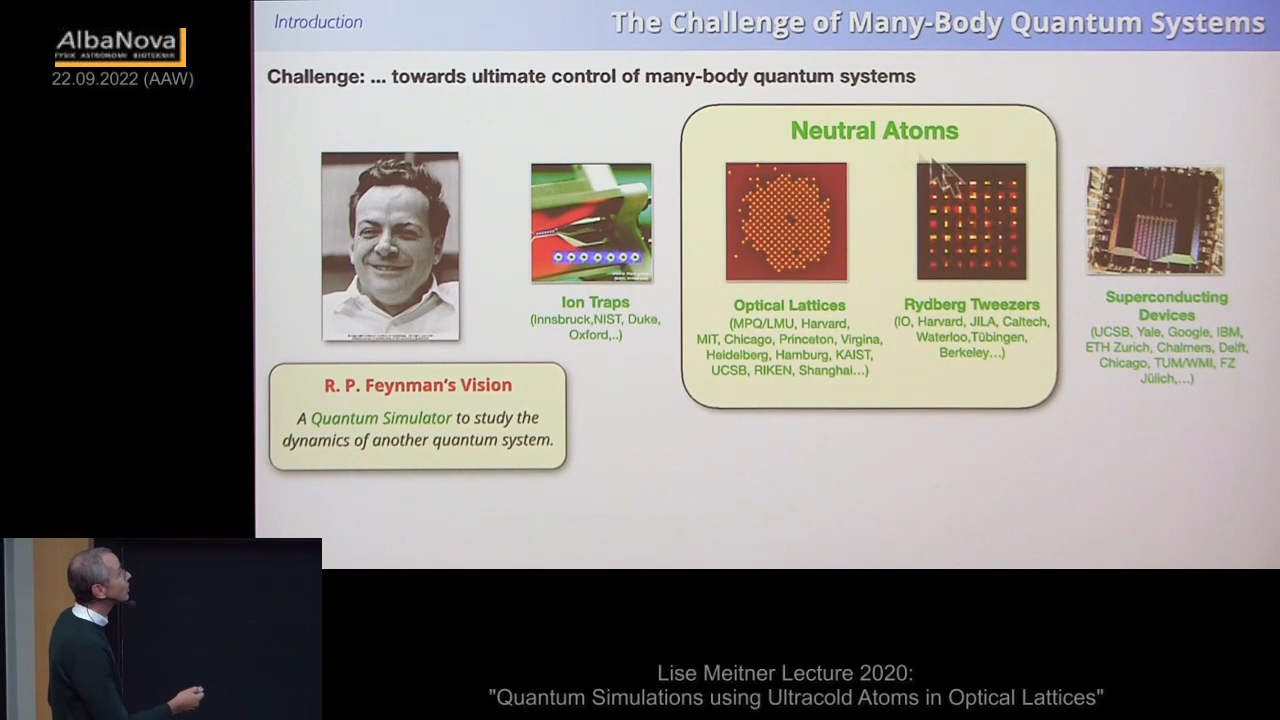 AlbaNova
FYSIK ASTRONOMI BIOTEKNIK
22.09.2022 (AAW)
Introduction
The Challenge of Many-Body Quantum Systems
Challenge: ... towards ultimate control of many-body quantum systems
R. P. Feynman's Vision
A Quantum Simulator to study the
dynamics of another quantum system.
Ion Traps
(Innsbruck,NIST, Duke,
Oxford,..)
Neutral Atoms
Optical Lattices
(MPQ/LMU, Harvard,
MIT, Chicago, Princeton, Virgina,
Heidelberg, Hamburg, KAIST,
UCSB, RIKEN, Shanghai...)
Rydberg Tweezers
(IO, Harvard, JILA, Caltech,
Waterloo,Tübingen,
Berkeley...)
Superconducting
Devices
(UCSB, Yale, Google, IBM,
ETH Zurich, Chalmers, Delft,
Chicago, TUM/WMI, FZ
Jülich,...)
Lise Meitner Lecture 2020:
"Quantum Simulations using Ultracold Atoms in Optical Lattices"